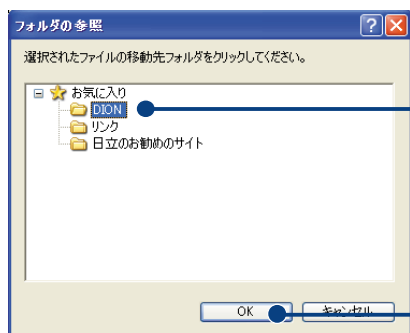 フォルダの参照
選択されたファイルの移動先フォルダをクリックしてください。
お気に入り
DION
リンク
日立のお勧めのサイト
OK
キャンセル